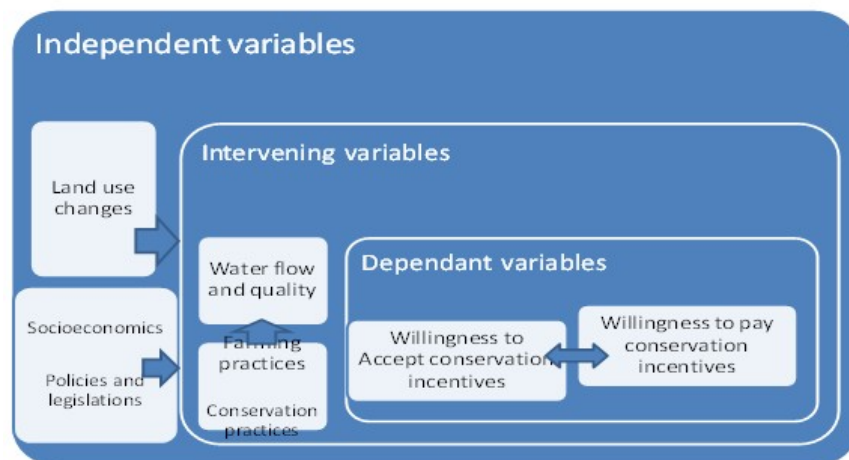 Independent variables
Land use
changes
Socioeconomics
Policies and
legislations
Intervening variables
Water flow
and quality
Farming
practices
Conservation
practices
Dependant variables
Willingness to
Accept conservation
incentives
Willingness to pay
conservation
incentives